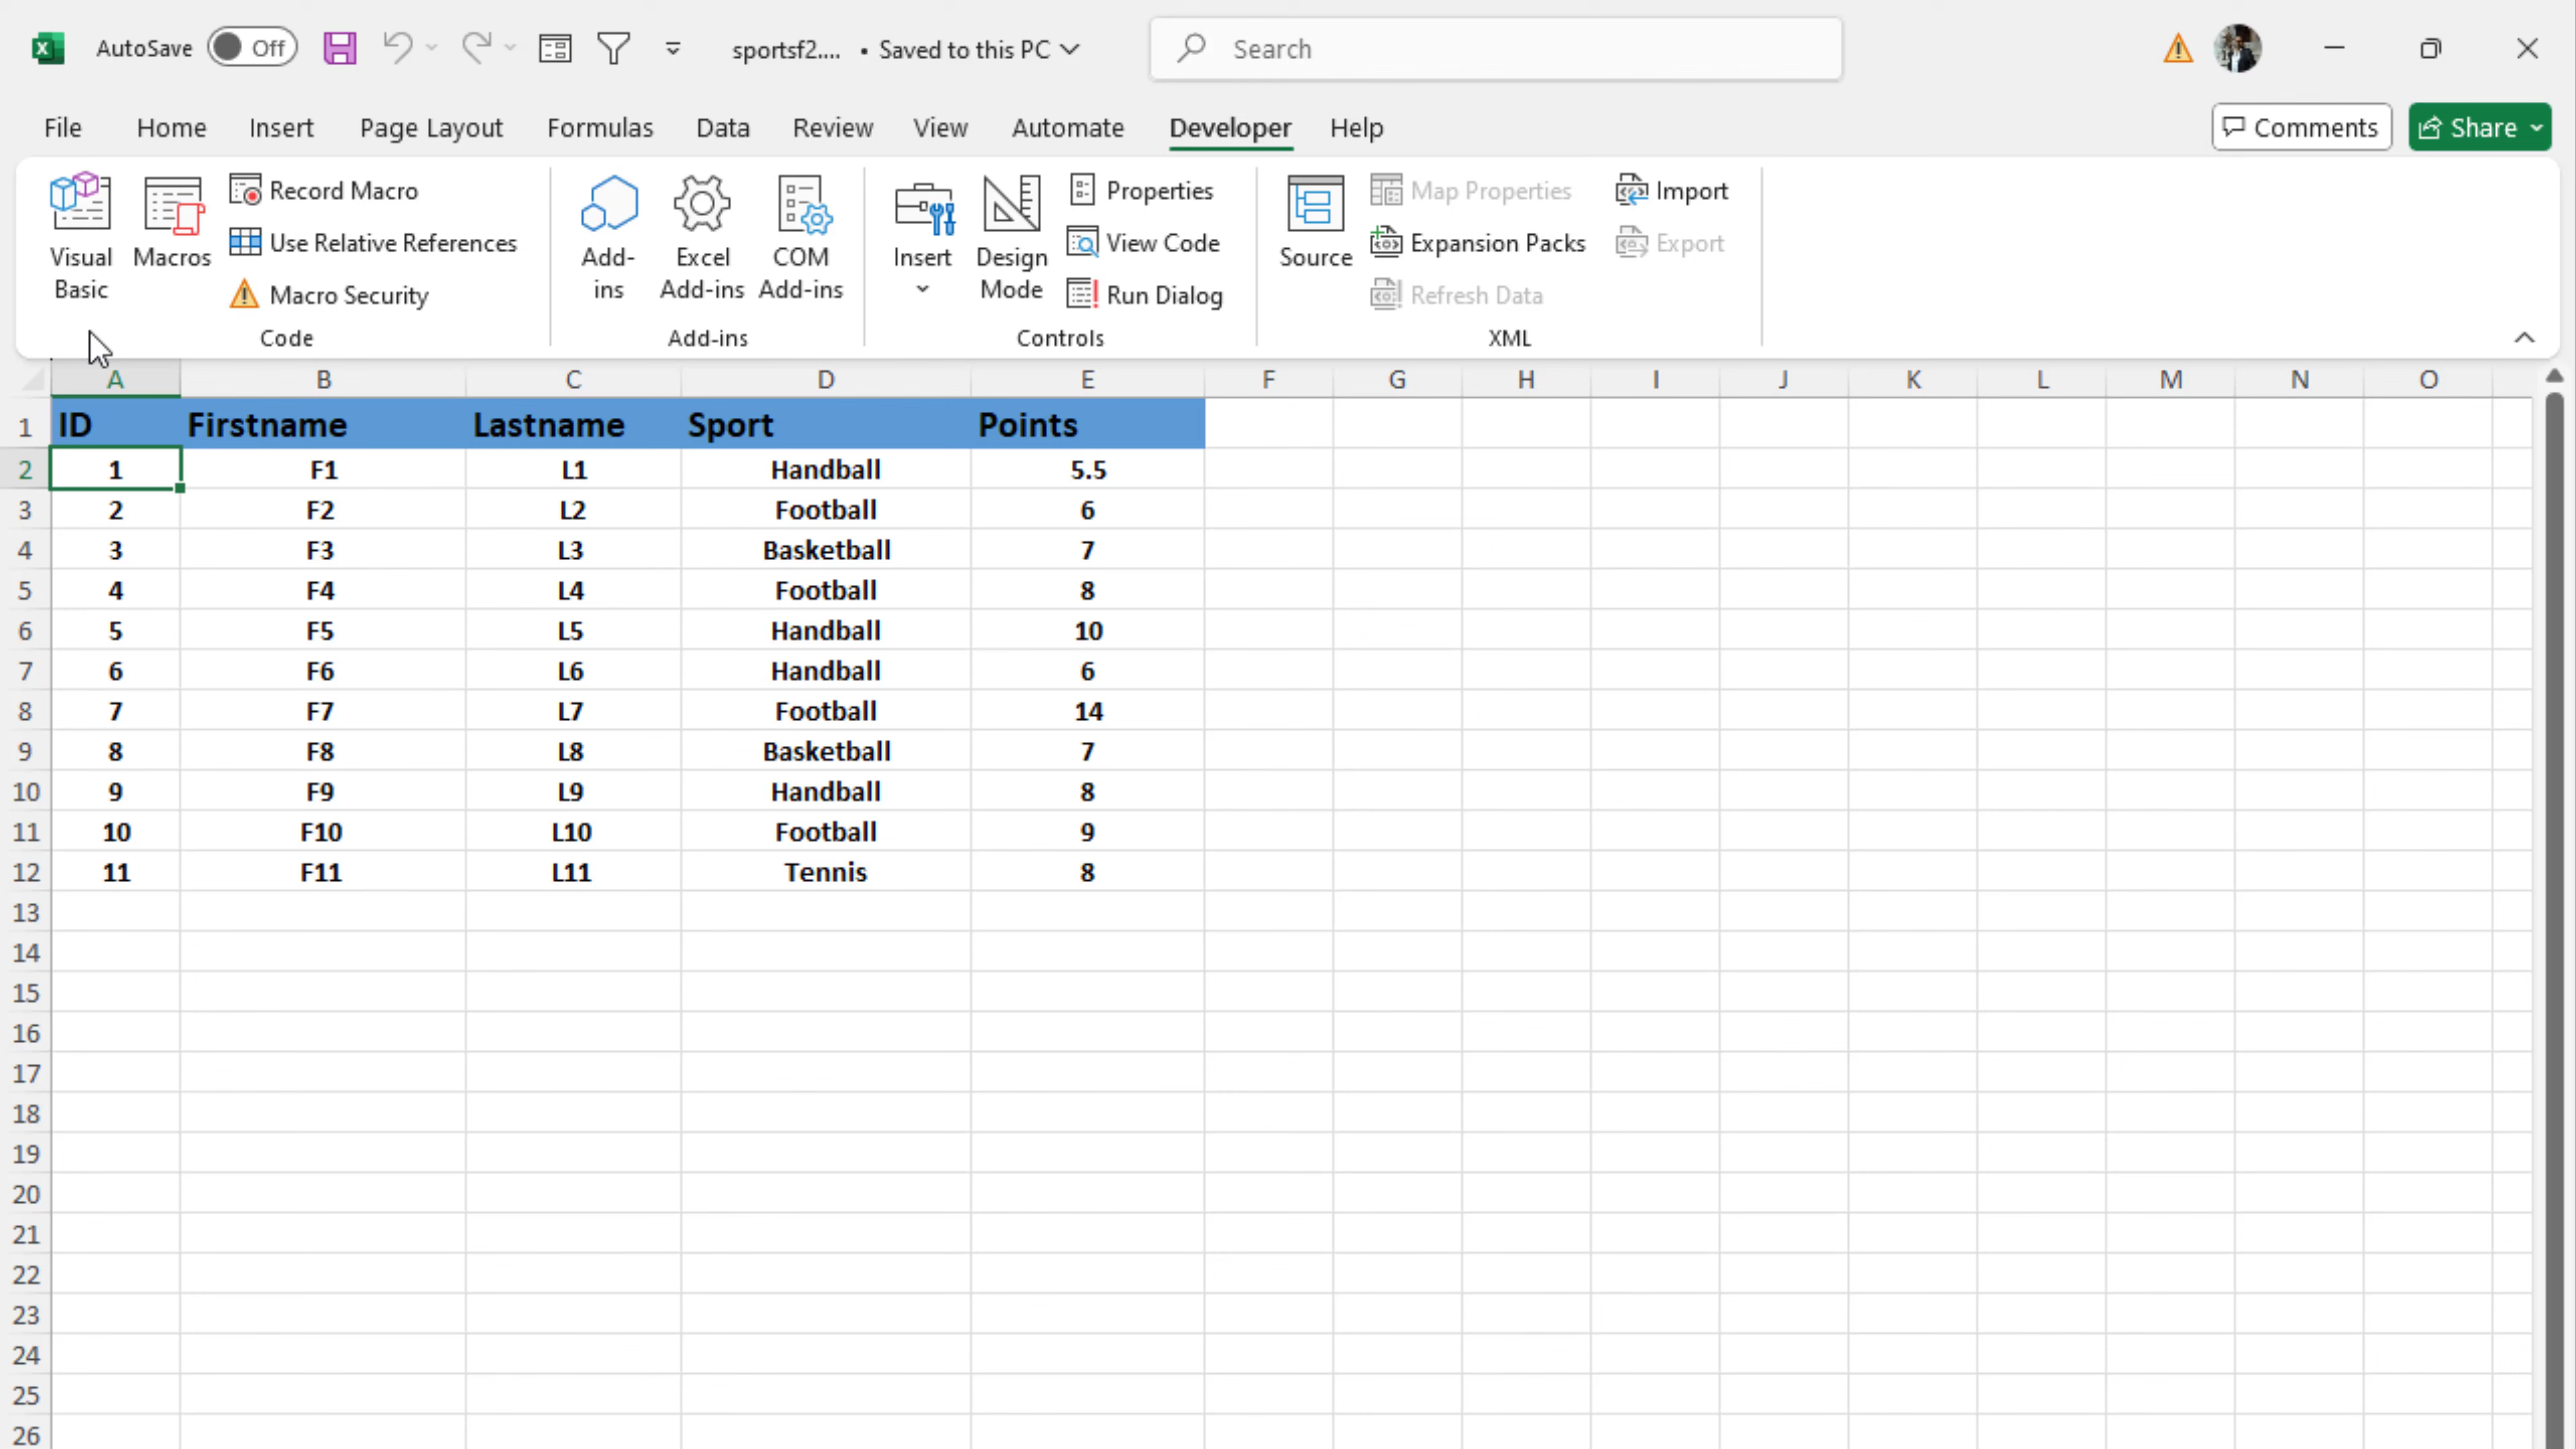 AutoSave Off sportsf2.... • Saved to this PC Search
File Home Insert Page Layout Formulas Data Review View Automate Developer Help Comments Share
Visual Basic
Macros
Record Macro
Use Relative References
Macro Security
Code
Add-ins
Excel Add-ins
COM Add-ins
Add-ins
Insert
Design Mode
Properties
View Code
Run Dialog
Controls
Source
Map Properties
Expansion Packs
Refresh Data
Import
Export
XML
A B C D E F G H I J K L M N O
1 ID Firstname Lastname Sport Points
2 1 F1 L1 Handball 5.5
3 2 F2 L2 Football 6
4 3 F3 L3 Basketball 7
5 4 F4 L4 Football 8
6 5 F5 L5 Handball 10
7 6 F6 L6 Handball 6
8 7 F7 L7 Football 14
9 8 F8 L8 Basketball 7
10 9 F9 L9 Handball 8
11 10 F10 L10 Football 9
12 11 F11 L11 Tennis 8
13
14
15
16
17
18
19
20
21
22
23
24
25
26